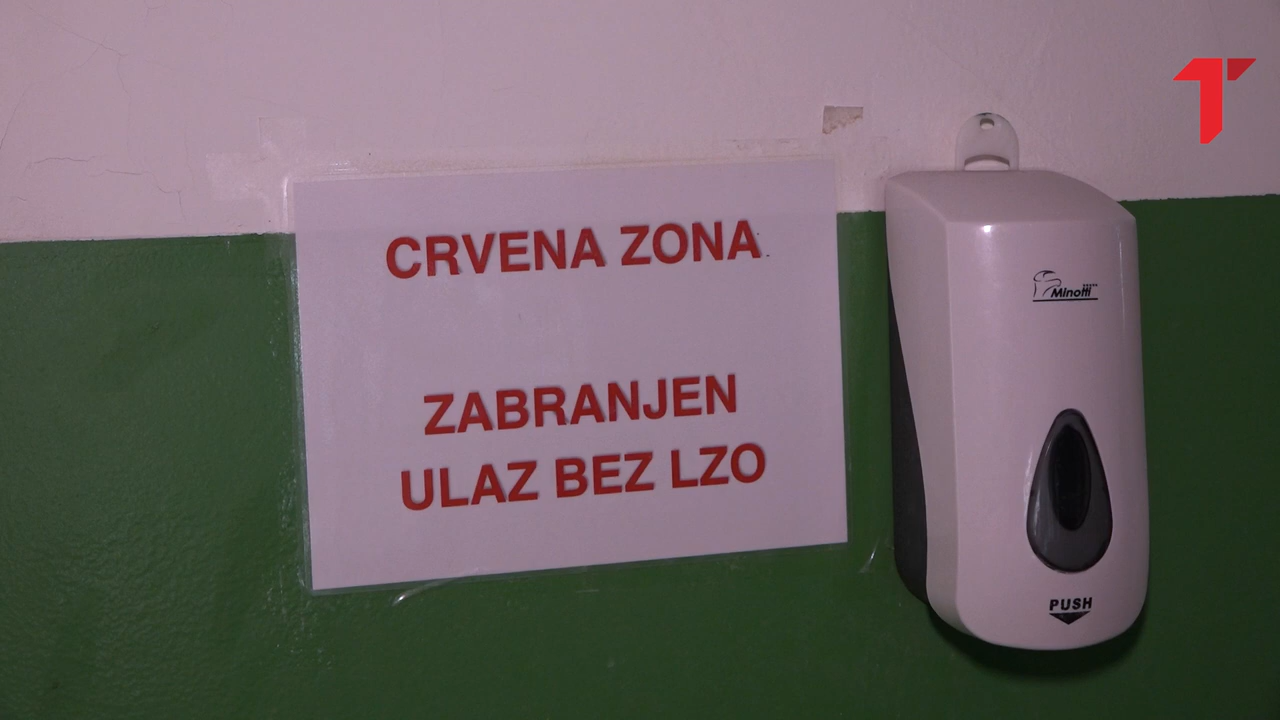 CRVENA ZONA
ZABRANJEN
ULAZ BEZ LZO
Minotti
PUSH